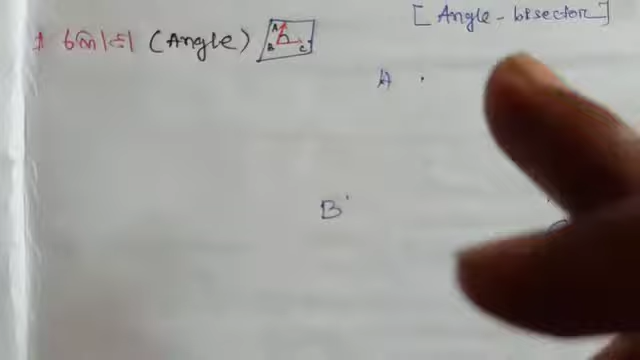 [Angle - bisector]
କୋଣ (Angle)
A
B C
A
B